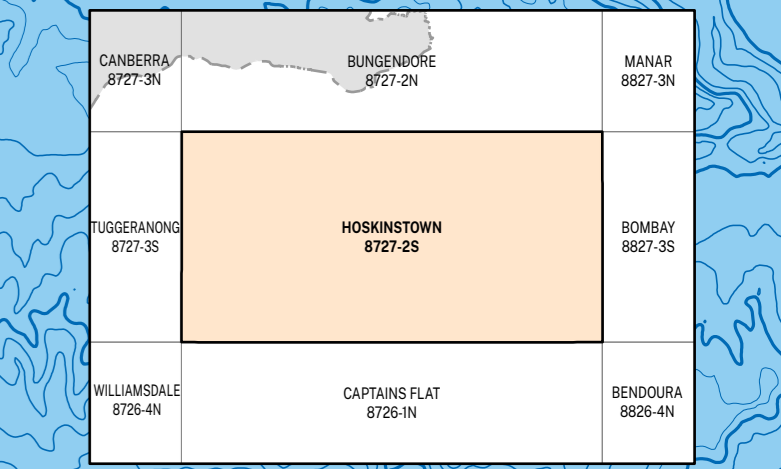 CANBERRA
8727-3N
BUNGENDORE
8727-2N
MANAR
8827-3N
TUGGERANONG
8727-3S
HOSKINSTOWN
8727-2S
BOMBAY
8827-3S
WILLIAMSDALE
8726-4N
CAPTAINS FLAT
8726-1N
BENDOURA
8826-4N